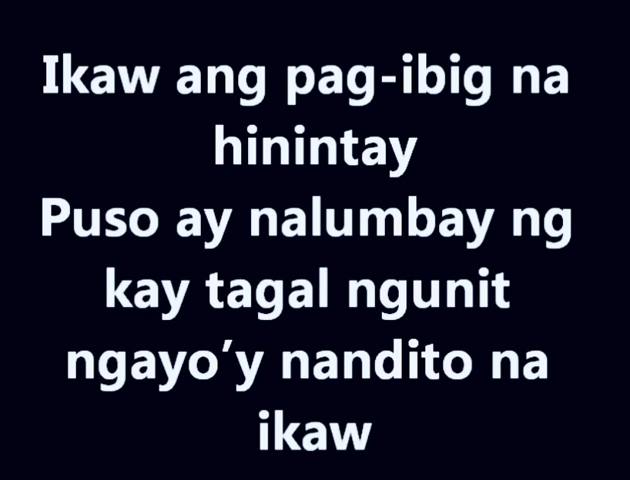 Ikaw ang pag-ibig na
hinintay
Puso ay nalumbay ng
kay tagal ngunit
ngayo’y nandito na
ikaw